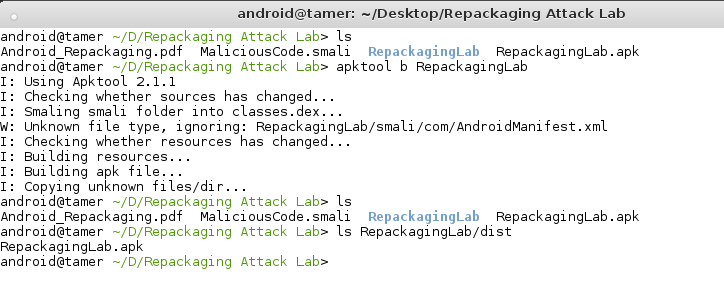 android@tamer: ~/Desktop/Repackaging Attack Lab
android@tamer ~/D/Repackaging Attack Lab> ls
Android_Repackaging.pdf  MaliciousCode.smali  RepackagingLab  RepackagingLab.apk
android@tamer ~/D/Repackaging Attack Lab> apktool b RepackagingLab
I: Using Apktool 2.1.1
I: Checking whether sources has changed...
I: Smaling smali folder into classes.dex...
W: Unknown file type, ignoring: RepackagingLab/smali/com/AndroidManifest.xml
I: Checking whether resources has changed...
I: Building resources...
I: Building apk file...
I: Copying unknown files/dir...
android@tamer ~/D/Repackaging Attack Lab> ls
Android_Repackaging.pdf  MaliciousCode.smali  RepackagingLab  RepackagingLab.apk
android@tamer ~/D/Repackaging Attack Lab> ls RepackagingLab/dist
RepackagingLab.apk
android@tamer ~/D/Repackaging Attack Lab>